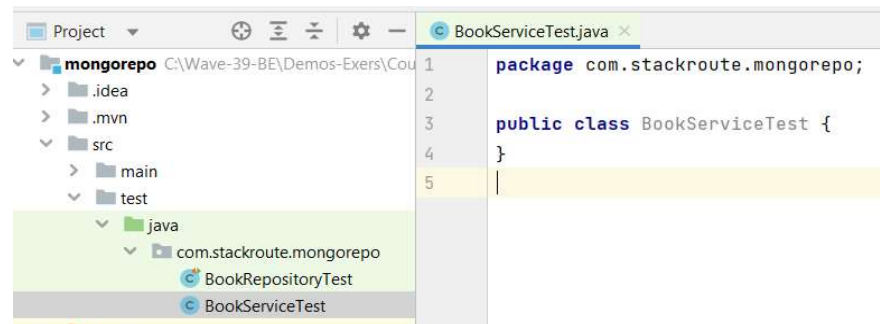 Project
BookServiceTest.java
mongorepo C:\Wave-39-BE\Demos-Exers\Cou
.idea
.mvn
src
main
test
java
com.stackroute.mongorepo
BookRepositoryTest
BookServiceTest
1 package com.stackroute.mongorepo;
2
3 public class BookServiceTest {
4 }
5